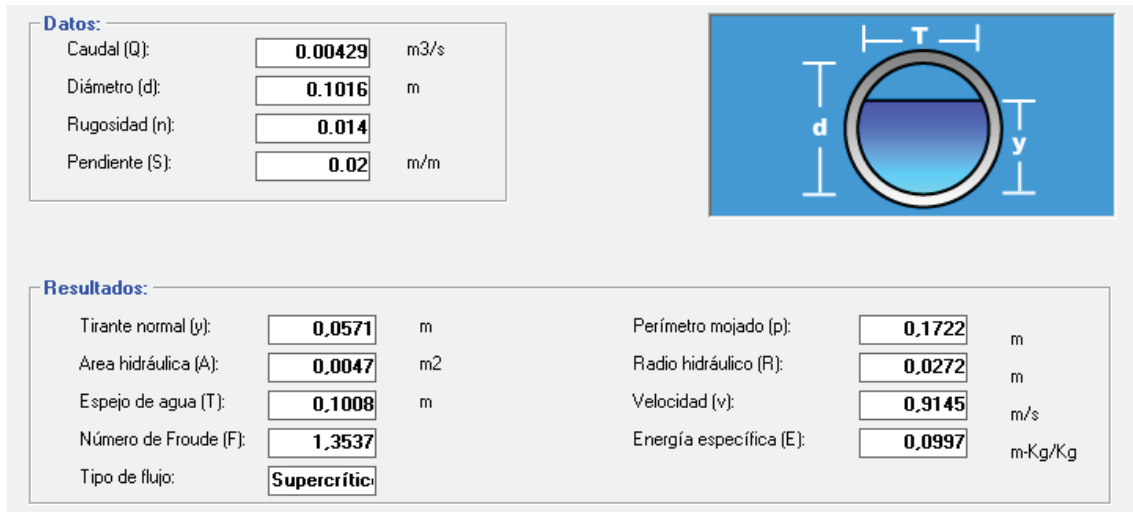 Datos:
Caudal (Q): 0.00429 m3/s
Diámetro (d): 0.1016 m
Rugosidad (n): 0.014
Pendiente (S): 0.02 m/m
T
d
y
Resultados:
Tirante normal (y): 0,0571 m Perímetro mojado (p): 0,1722 m
Area hidráulica (A): 0,0047 m2 Radio hidráulico (R): 0,0272 m
Espejo de agua (T): 0,1008 m Velocidad (v): 0,9145 m/s
Número de Froude (F): 1,3537 Energía específica (E): 0,0997 m-Kg/Kg
Tipo de flujo: Supercrític